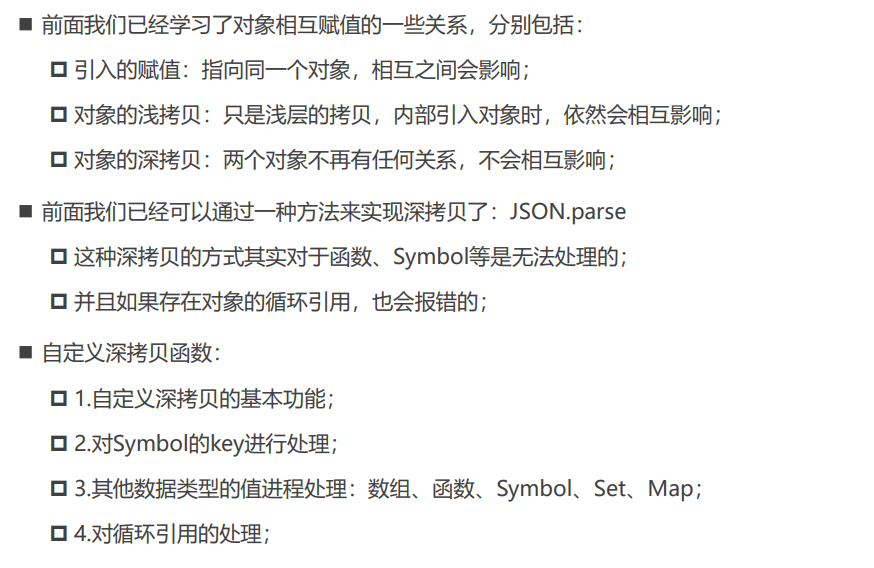 前面我们已经学习了对象相互赋值的一些关系，分别包括：
引入的赋值：指向同一个对象，相互之间会影响；
对象的浅拷贝：只是浅层的拷贝，内部引入对象时，依然会相互影响；
对象的深拷贝：两个对象不再有任何关系，不会相互影响；
前面我们已经可以通过一种方法来实现深拷贝了：JSON.parse
这种深拷贝的方式其实对于函数、Symbol等是无法处理的；
并且如果存在对象的循环引用，也会报错的；
自定义深拷贝函数：
1.自定义深拷贝的基本功能；
2.对Symbol的key进行处理；
3.其他数据类型的值进程处理：数组、函数、Symbol、Set、Map；
4.对循环引用的处理；